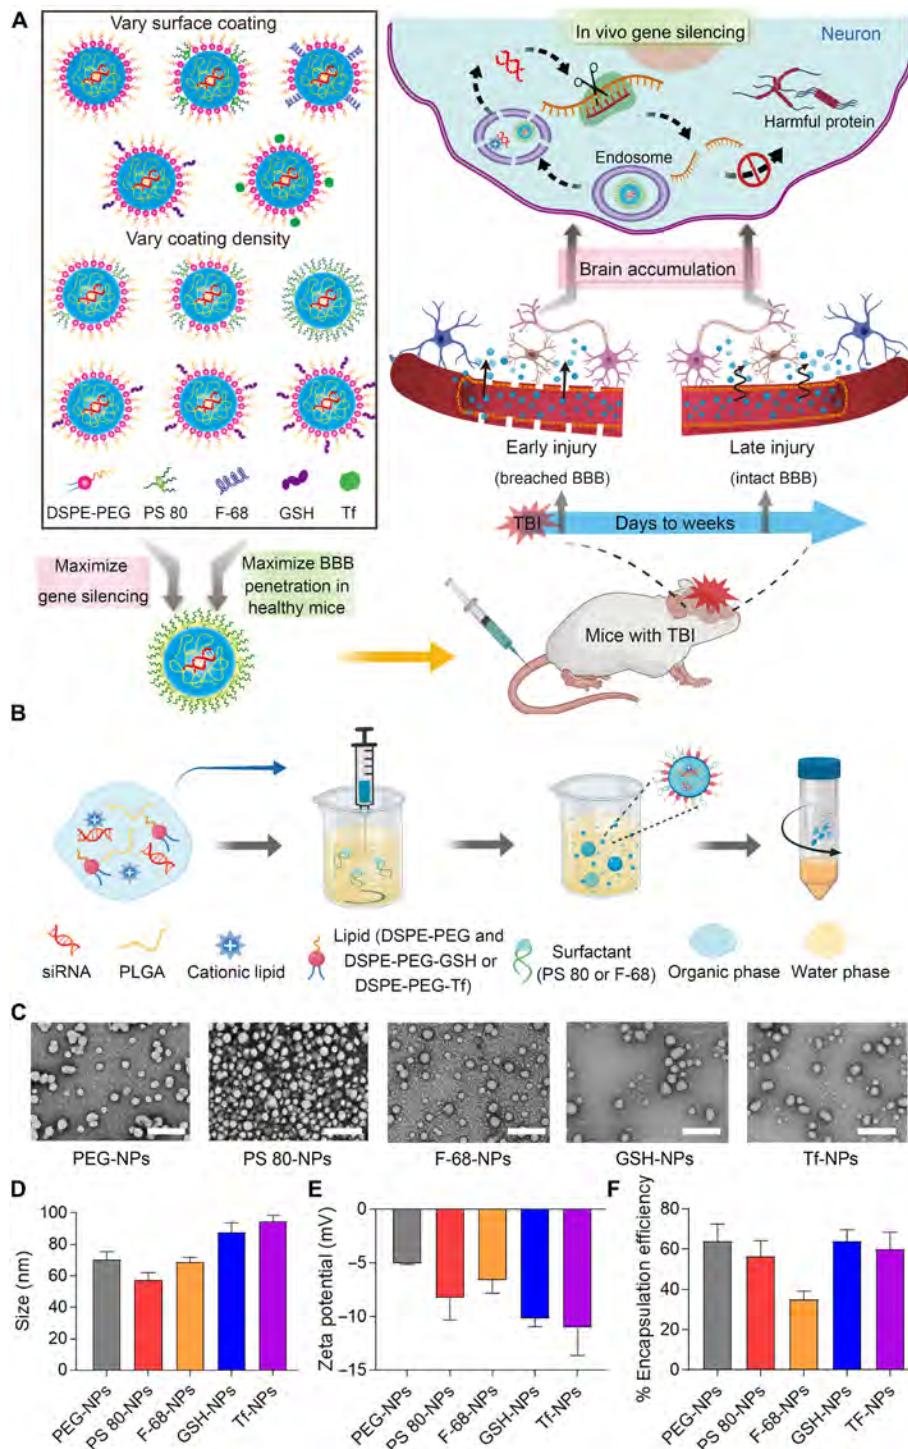 A
Vary surface coating
Vary coating density
DSPE-PEG
PS 80
F-68
GSH
Tf
Maximize
gene silencing
Maximize BBB
penetration in
healthy mice
In vivo gene silencing
Neuron
Harmful protein
Endosome
Brain accumulation
Early injury
(breached BBB)
Late injury
(intact BBB)
TBI
Days to weeks
Mice with TBI
B
siRNA
PLGA
Cationic lipid
Lipid (DSPE-PEG and
DSPE-PEG-GSH or
DSPE-PEG-Tf)
Surfactant
(PS 80 or F-68)
Organic phase
Water phase
C
PEG-NPs
PS 80-NPs
F-68-NPs
GSH-NPs
Tf-NPs
D
Size (nm)
100
80
60
40
20
0
PEG-NPs
PS 80-NPs
F-68-NPs
GSH-NPs
Tf-NPs
E
Zeta potential (mV)
0
−5
−10
−15
PEG-NPs
PS 80-NPs
F-68-NPs
GSH-NPs
Tf-NPs
F
% Encapsulation efficiency
80
60
40
20
0
PEG-NPs
PS 80-NPs
F-68-NPs
GSH-NPs
TF-NPs